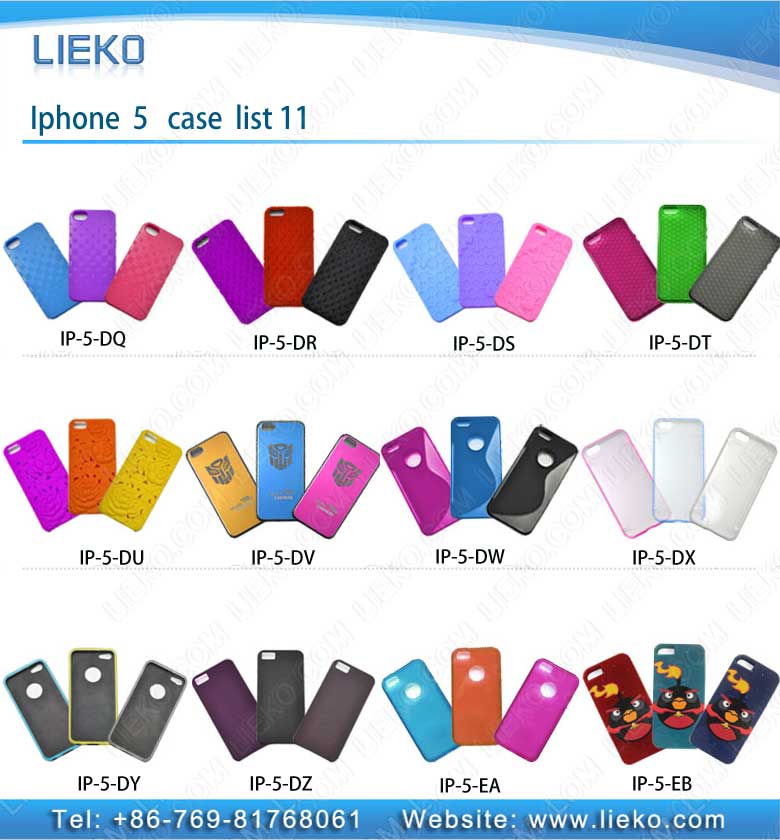 LIEKO
Iphone 5 case list 11
IP-5-DQ IP-5-DR IP-5-DS IP-5-DT
IP-5-DU IP-5-DV IP-5-DW IP-5-DX
IP-5-DY IP-5-DZ IP-5-EA IP-5-EB
Tel: +86-769-81768061 Website: www.lieko.com
LIEKO.COM